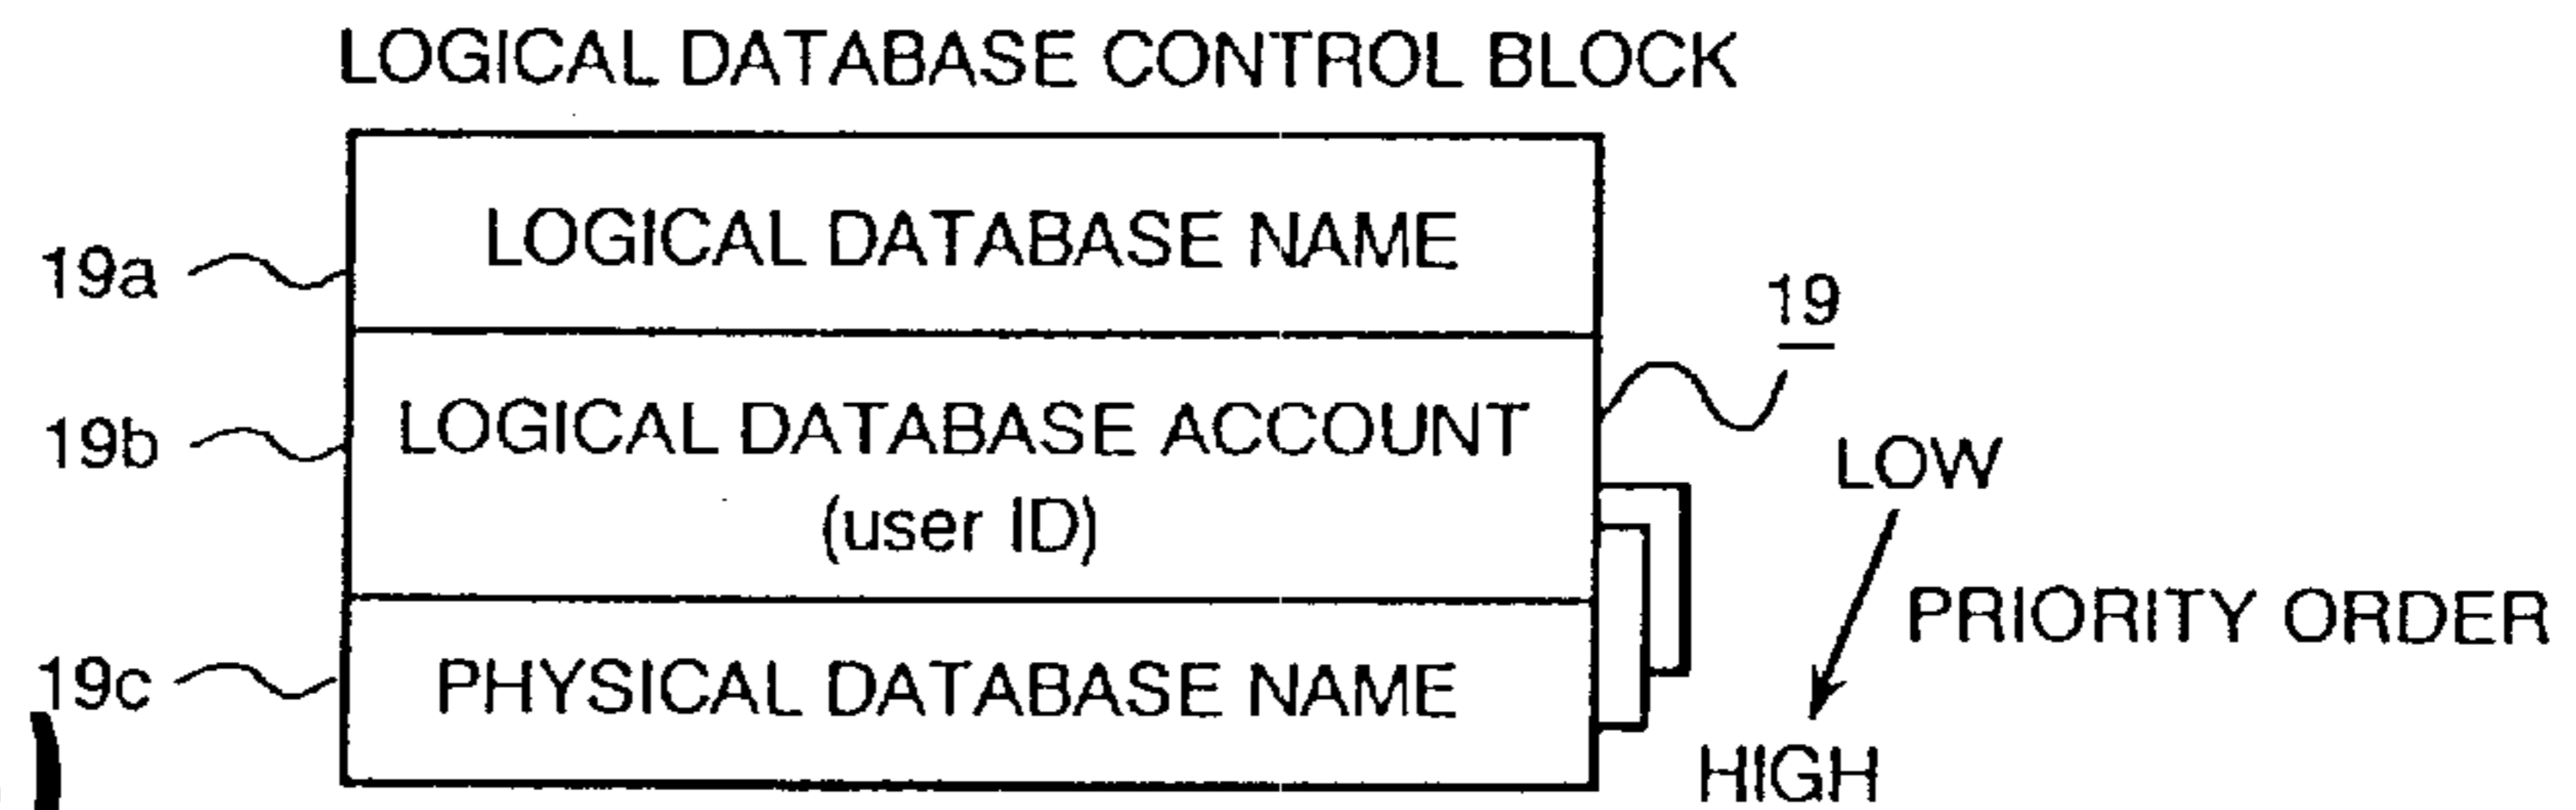 LOGICAL DATABASE CONTROL BLOCK
LOGICAL DATABASE NAME
19a
19
LOGICAL DATABASE ACCOUNT
(user ID)
19b
LOW
PRIORITY ORDER
PHYSICAL DATABASE NAME
19c
HIGH
)